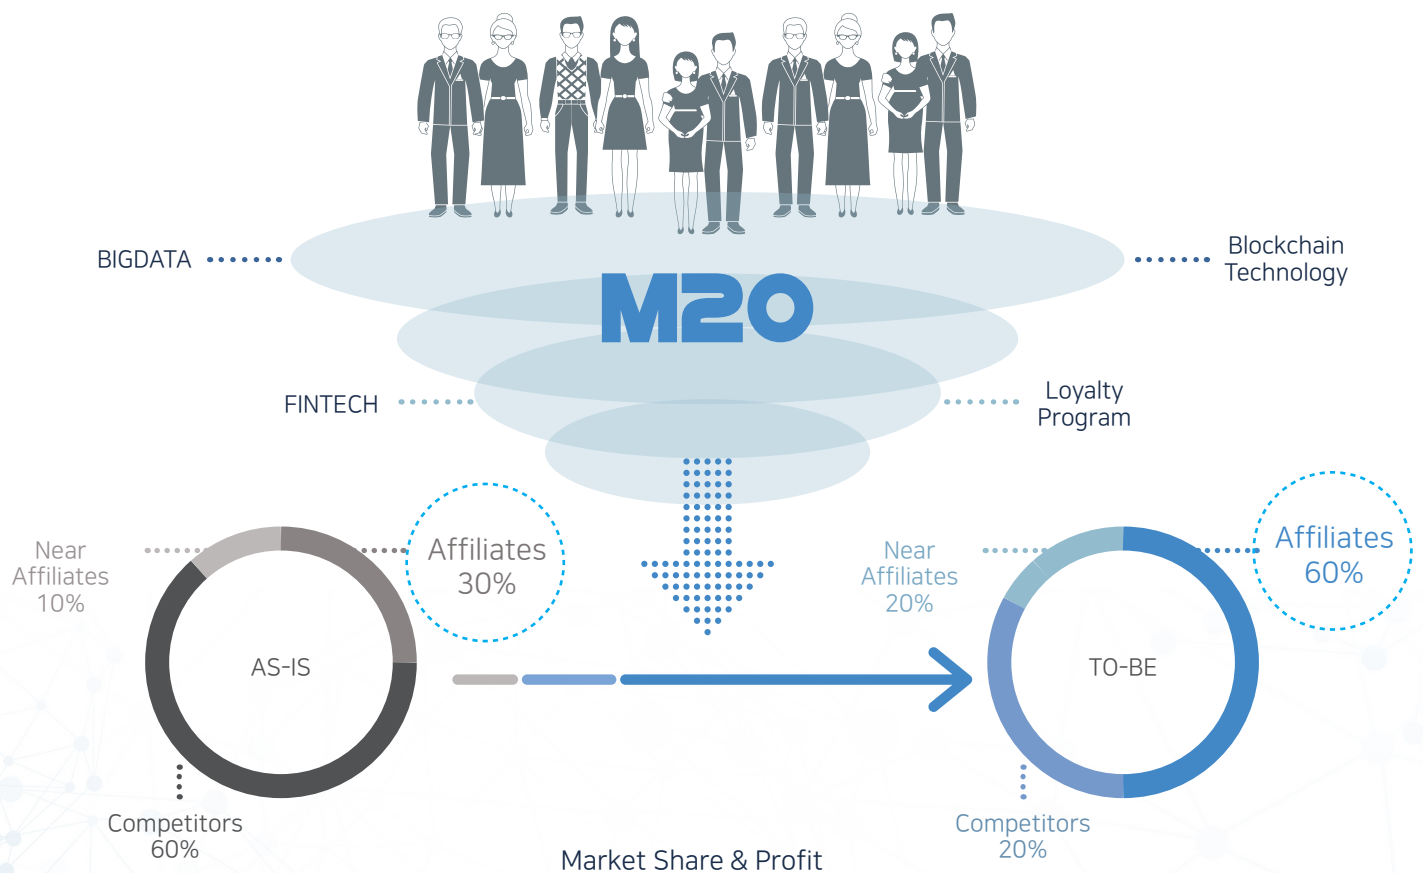 BIGDATA
Blockchain
Technology
M20
FINTECH
Loyalty
Program
Near
Affiliates
10%
Affiliates
30%
AS-IS
Competitors
60%
Near
Affiliates
20%
Affiliates
60%
TO-BE
Competitors
20%
Market Share & Profit